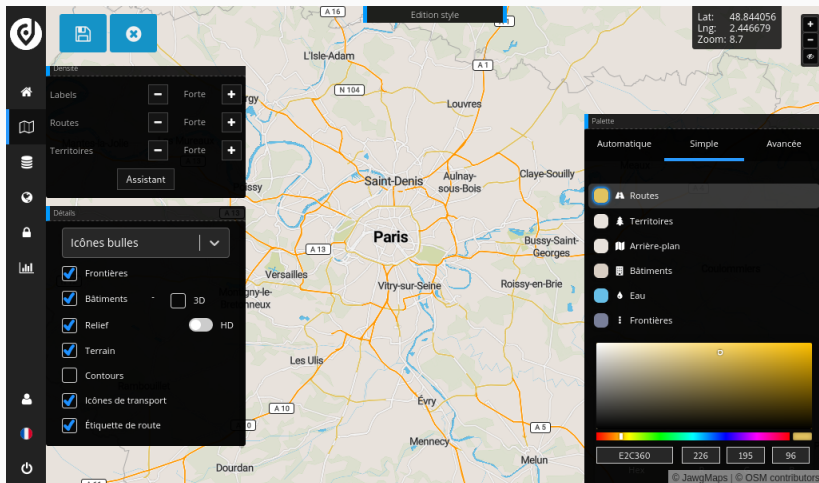 Edition style
Lat: 48.844056
Lng: 2.446679
Zoom: 8.7
Densité
Labels - Forte +
Routes - Forte +
Territoires - Forte +
Assistant
Détails
Icônes bulles
Frontières
Bâtiments - 3D
Relief HD
Terrain
Contours
Icônes de transport
Étiquette de route
A 16
L'Isle-Adam
A 1
N 104
Louvres
Saint-Denis
Aulnay-
sous-Bois
Claye-Souilly
Paris
A 13
Bussy-Saint-
Georges
Versailles
Vitry-sur-Seine
Roissy-en-Brie
Les Ulis
A 10
Évry
A 5
Mennecy
Melun
Dourdan
Palette
Automatique Simple Avancée
Routes
Territoires
Arrière-plan
Bâtiments
Eau
Frontières
E2C360 226 195 96
© JawgMaps | © OSM contributors